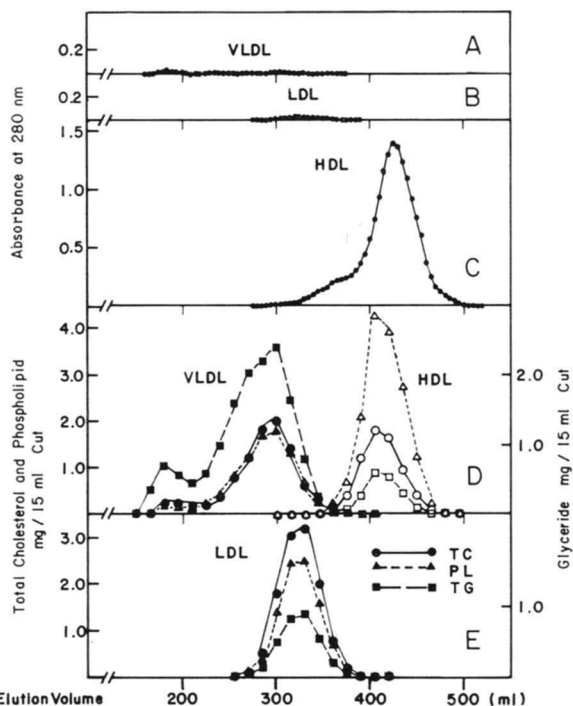 A
0.2
VLDL
B
0.2
LDL
C
1.5
1.0
0.5
HDL
Absorbance at 280 nm
D
4.0
3.0
2.0
1.0
VLDL
HDL
2.0
1.0
Total Cholesterol and Phospholipid
mg / 15 ml Cut
Glyceride mg / 15 ml Cut
E
3.0
2.0
1.0
LDL
TC
PL
TG
1.0
Elution Volume 200 300 400 500 (ml)